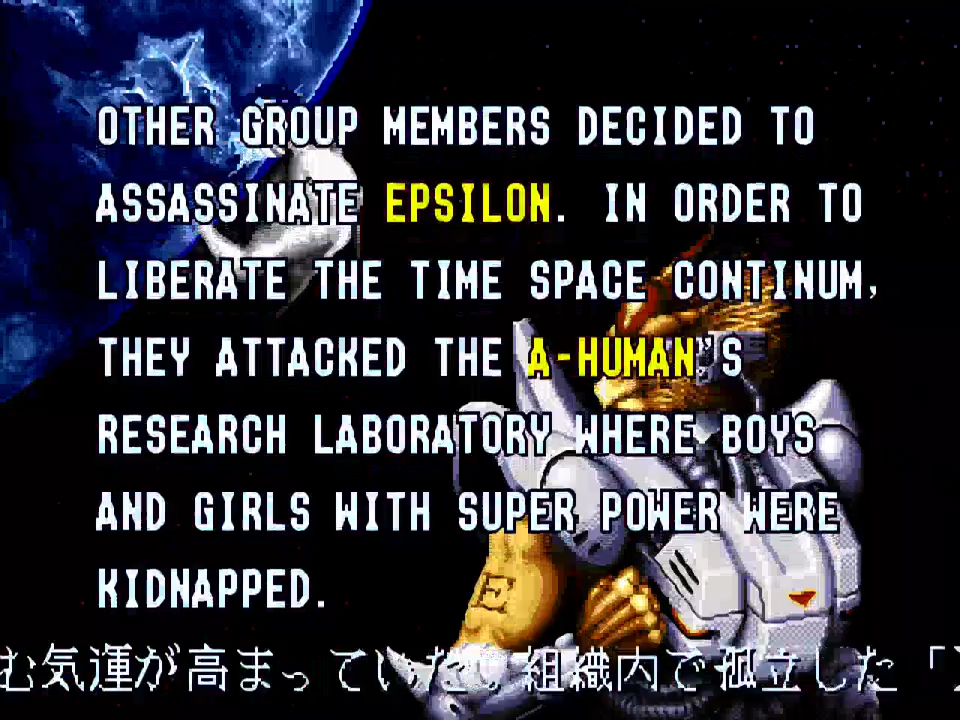 OTHER GROUP MEMBERS DECIDED TO
ASSASSINATE EPSILON. IN ORDER TO
LIBERATE THE TIME SPACE CONTINUM,
THEY ATTACKED THE A-HUMAN'S
RESEARCH LABORATORY WHERE BOYS
AND GIRLS WITH SUPER POWER WERE
KIDNAPPED.
む気運が高まっていた。組織内で孤立した「